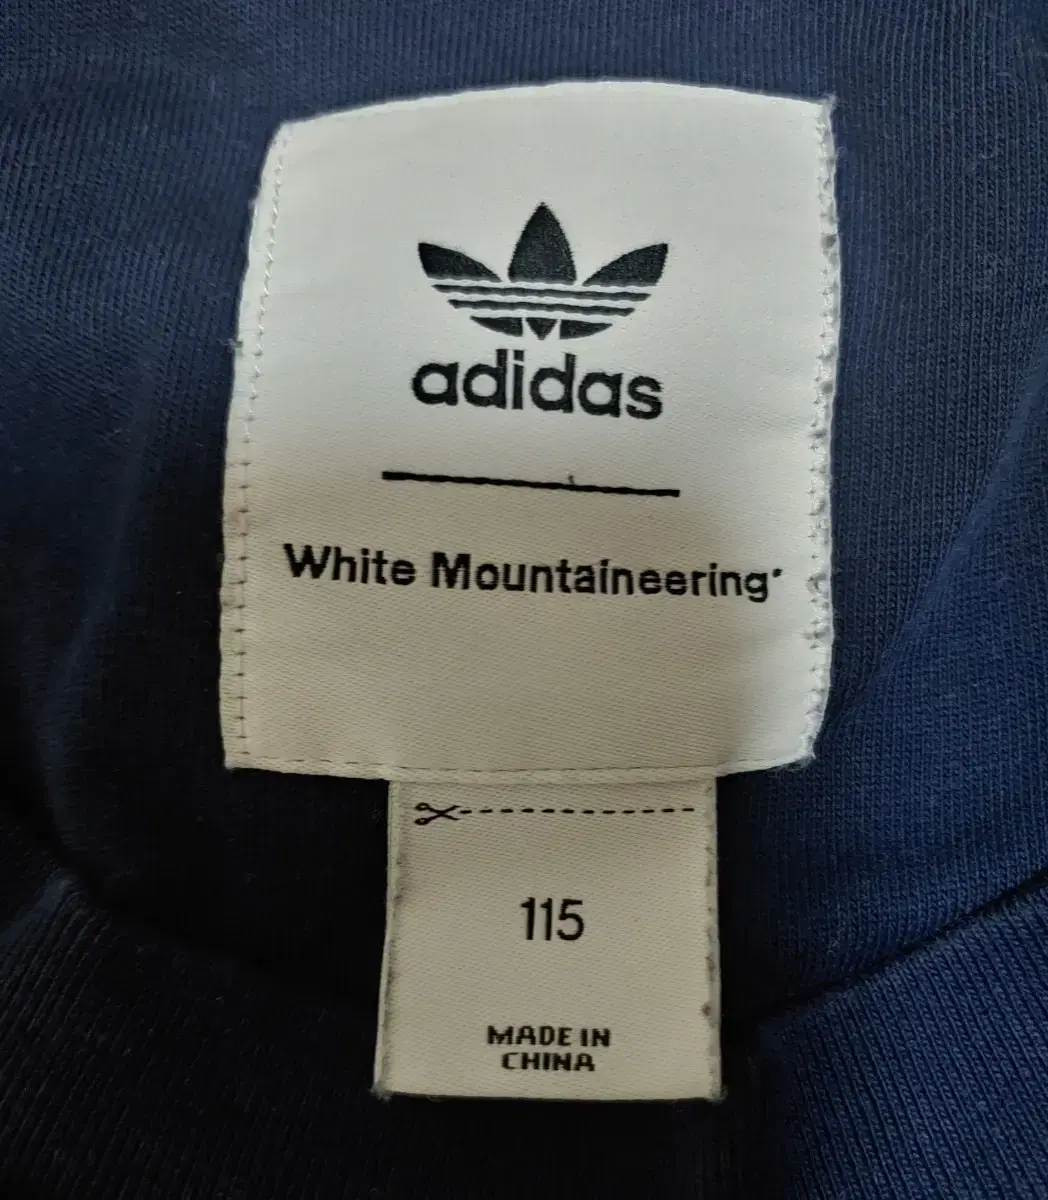 adidas
White Mountaineering
115
MADE IN
CHINA